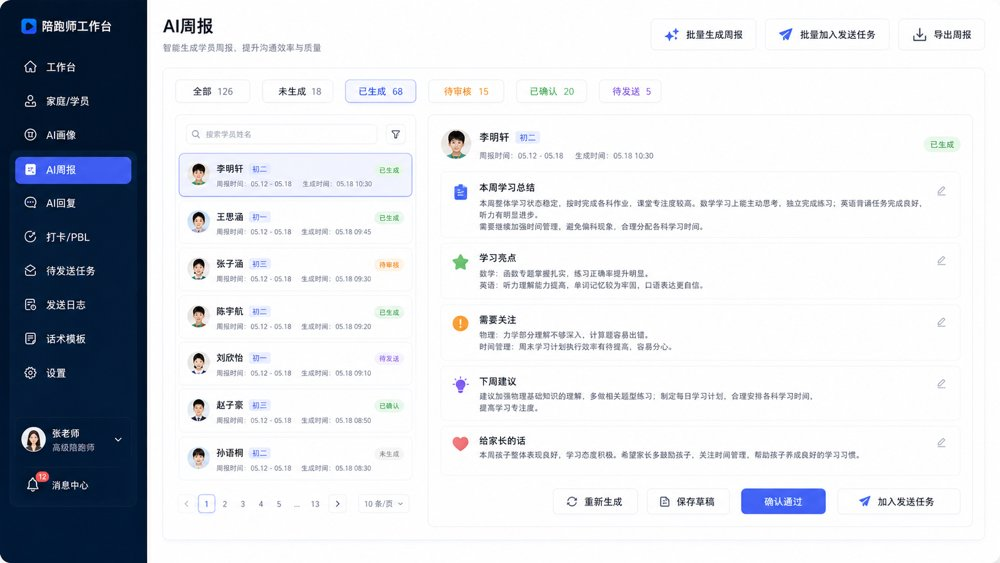 陪跑师工作台
工作台
家庭/学员
AI画像
AI周报
AI回复
打卡/PBL
待发送任务
发送日志
话术模板
设置
张老师
高级陪跑师
12
消息中心
AI周报
智能生成学员周报，提升沟通效率与质量
批量生成周报
批量加入发送任务
导出周报
全部 126
未生成 18
已生成 68
待审核 15
已确认 20
待发送 5
搜索学员姓名
李明轩 初二 已生成
周报时间：05.12 - 05.18 生成时间：05.18 10:30
王思涵 初一 已生成
周报时间：05.12 - 05.18 生成时间：05.18 09:45
张子涵 初三 待审核
周报时间：05.12 - 05.18 生成时间：05.18 09:30
陈宇航 初二 已生成
周报时间：05.12 - 05.18 生成时间：05.18 09:20
刘欣怡 初一 待发送
周报时间：05.12 - 05.18 生成时间：05.18 09:10
赵子豪 初三 已确认
周报时间：05.12 - 05.18 生成时间：05.18 08:50
孙语桐 初二 未生成
周报时间：05.12 - 05.18 生成时间：05.18 08:30
1 2 3 4 5 ... 13 10 条/页
李明轩 初二
周报时间：05.12 - 05.18 生成时间：05.18 10:30
已生成
本周学习总结
本周整体学习状态稳定，按时完成各科作业，课堂专注度较高。数学学习上能主动思考，独立完成练习；英语背诵任务完成良好，
听力有明显进步。
需要继续加强时间管理，避免偏科现象，合理分配各科学习时间。
学习亮点
数学：函数专题掌握扎实，练习正确率提升明显。
英语：听力理解能力提高，单词记忆较为牢固，口语表达更自信。
需要关注
物理：力学部分理解不够深入，计算题容易出错。
时间管理：周末学习计划执行效率有待提高，容易分心。
下周建议
建议加强物理基础知识的理解，多做相关题型练习；制定每日学习计划，合理安排各科学习时间，
提高学习专注度。
给家长的话
本周孩子整体表现良好，学习态度积极。希望家长多鼓励孩子，关注时间管理，帮助孩子养成良好的学习习惯。
重新生成
保存草稿
确认通过
加入发送任务